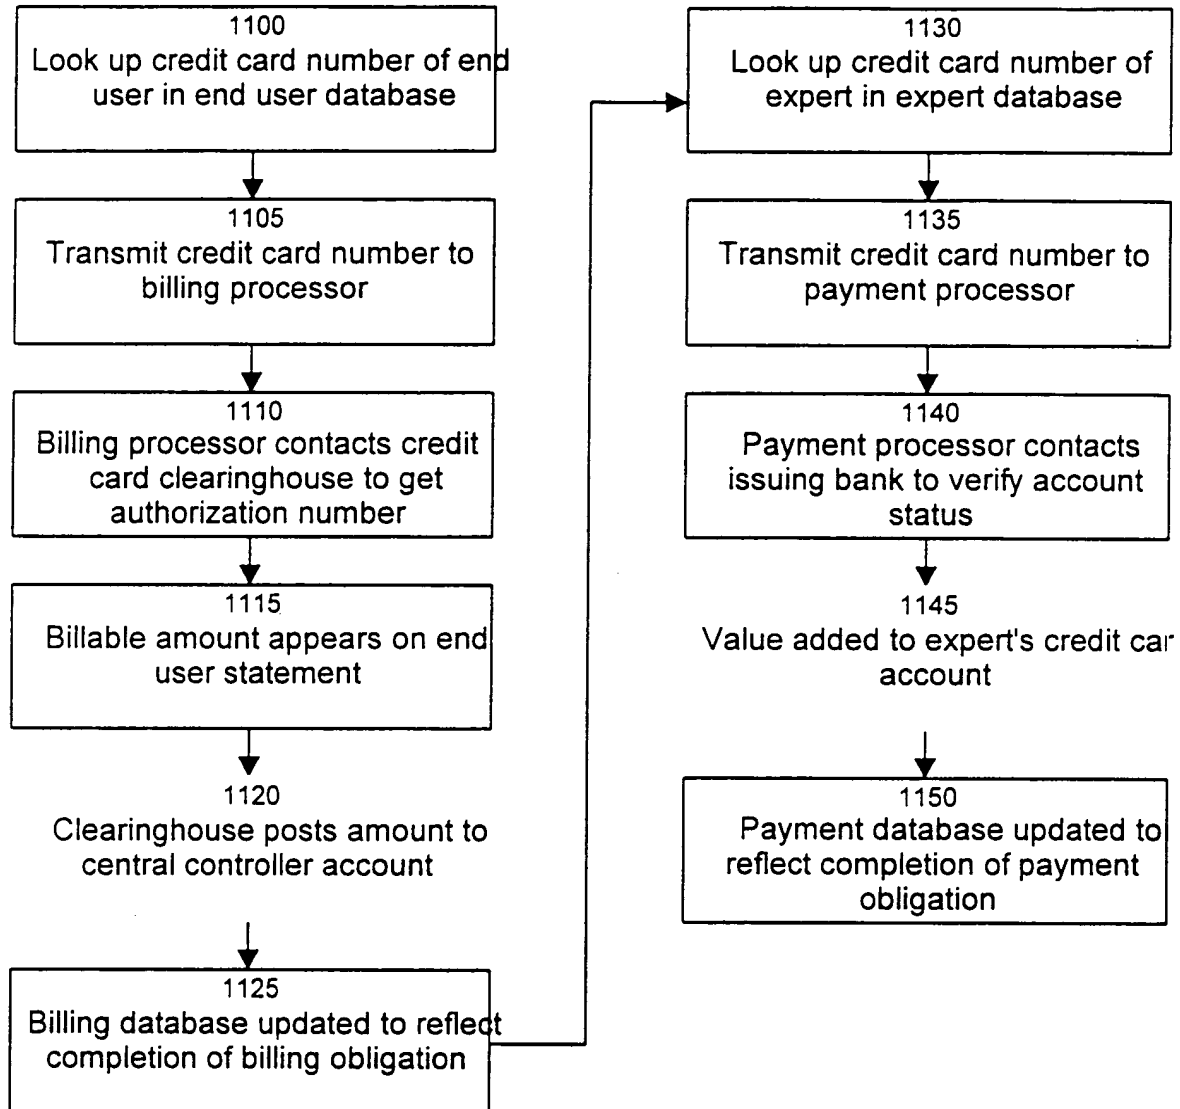 1100
Look up credit card number of end
user in end user database
1105
Transmit credit card number to
billing processor
1110
Billing processor contacts credit
card clearinghouse to get
authorization number
1115
Billable amount appears on end
user statement
1120
Clearinghouse posts amount to
central controller account
1125
Billing database updated to reflect
completion of billing obligation
1130
Look up credit card number of
expert in expert database
1135
Transmit credit card number to
payment processor
1140
Payment processor contacts
issuing bank to verify account
status
1145
Value added to expert's credit car
account
1150
Payment database updated to
reflect completion of payment
obligation